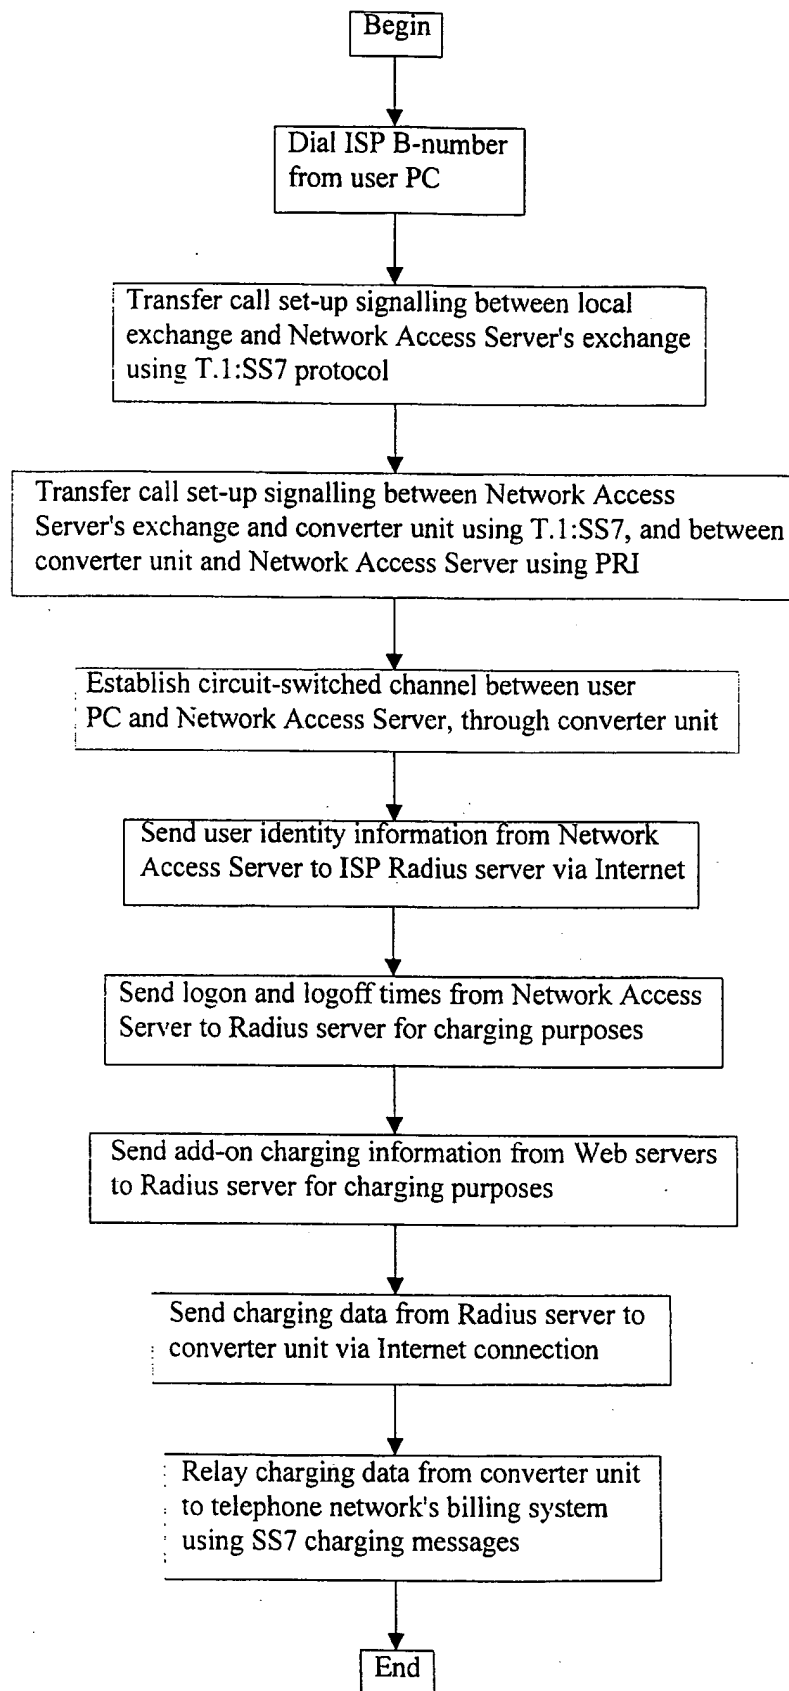 Begin
Dial ISP B-number
from user PC
Transfer call set-up signalling between local
exchange and Network Access Server's exchange
using T.1:SS7 protocol
Transfer call set-up signalling between Network Access
Server's exchange and converter unit using T.1:SS7, and between
converter unit and Network Access Server using PRI
Establish circuit-switched channel between user
PC and Network Access Server, through converter unit
Send user identity information from Network
Access Server to ISP Radius server via Internet
Send logon and logoff times from Network Access
Server to Radius server for charging purposes
Send add-on charging information from Web servers
to Radius server for charging purposes
Send charging data from Radius server to
converter unit via Internet connection
Relay charging data from converter unit
to telephone network's billing system
using SS7 charging messages
End